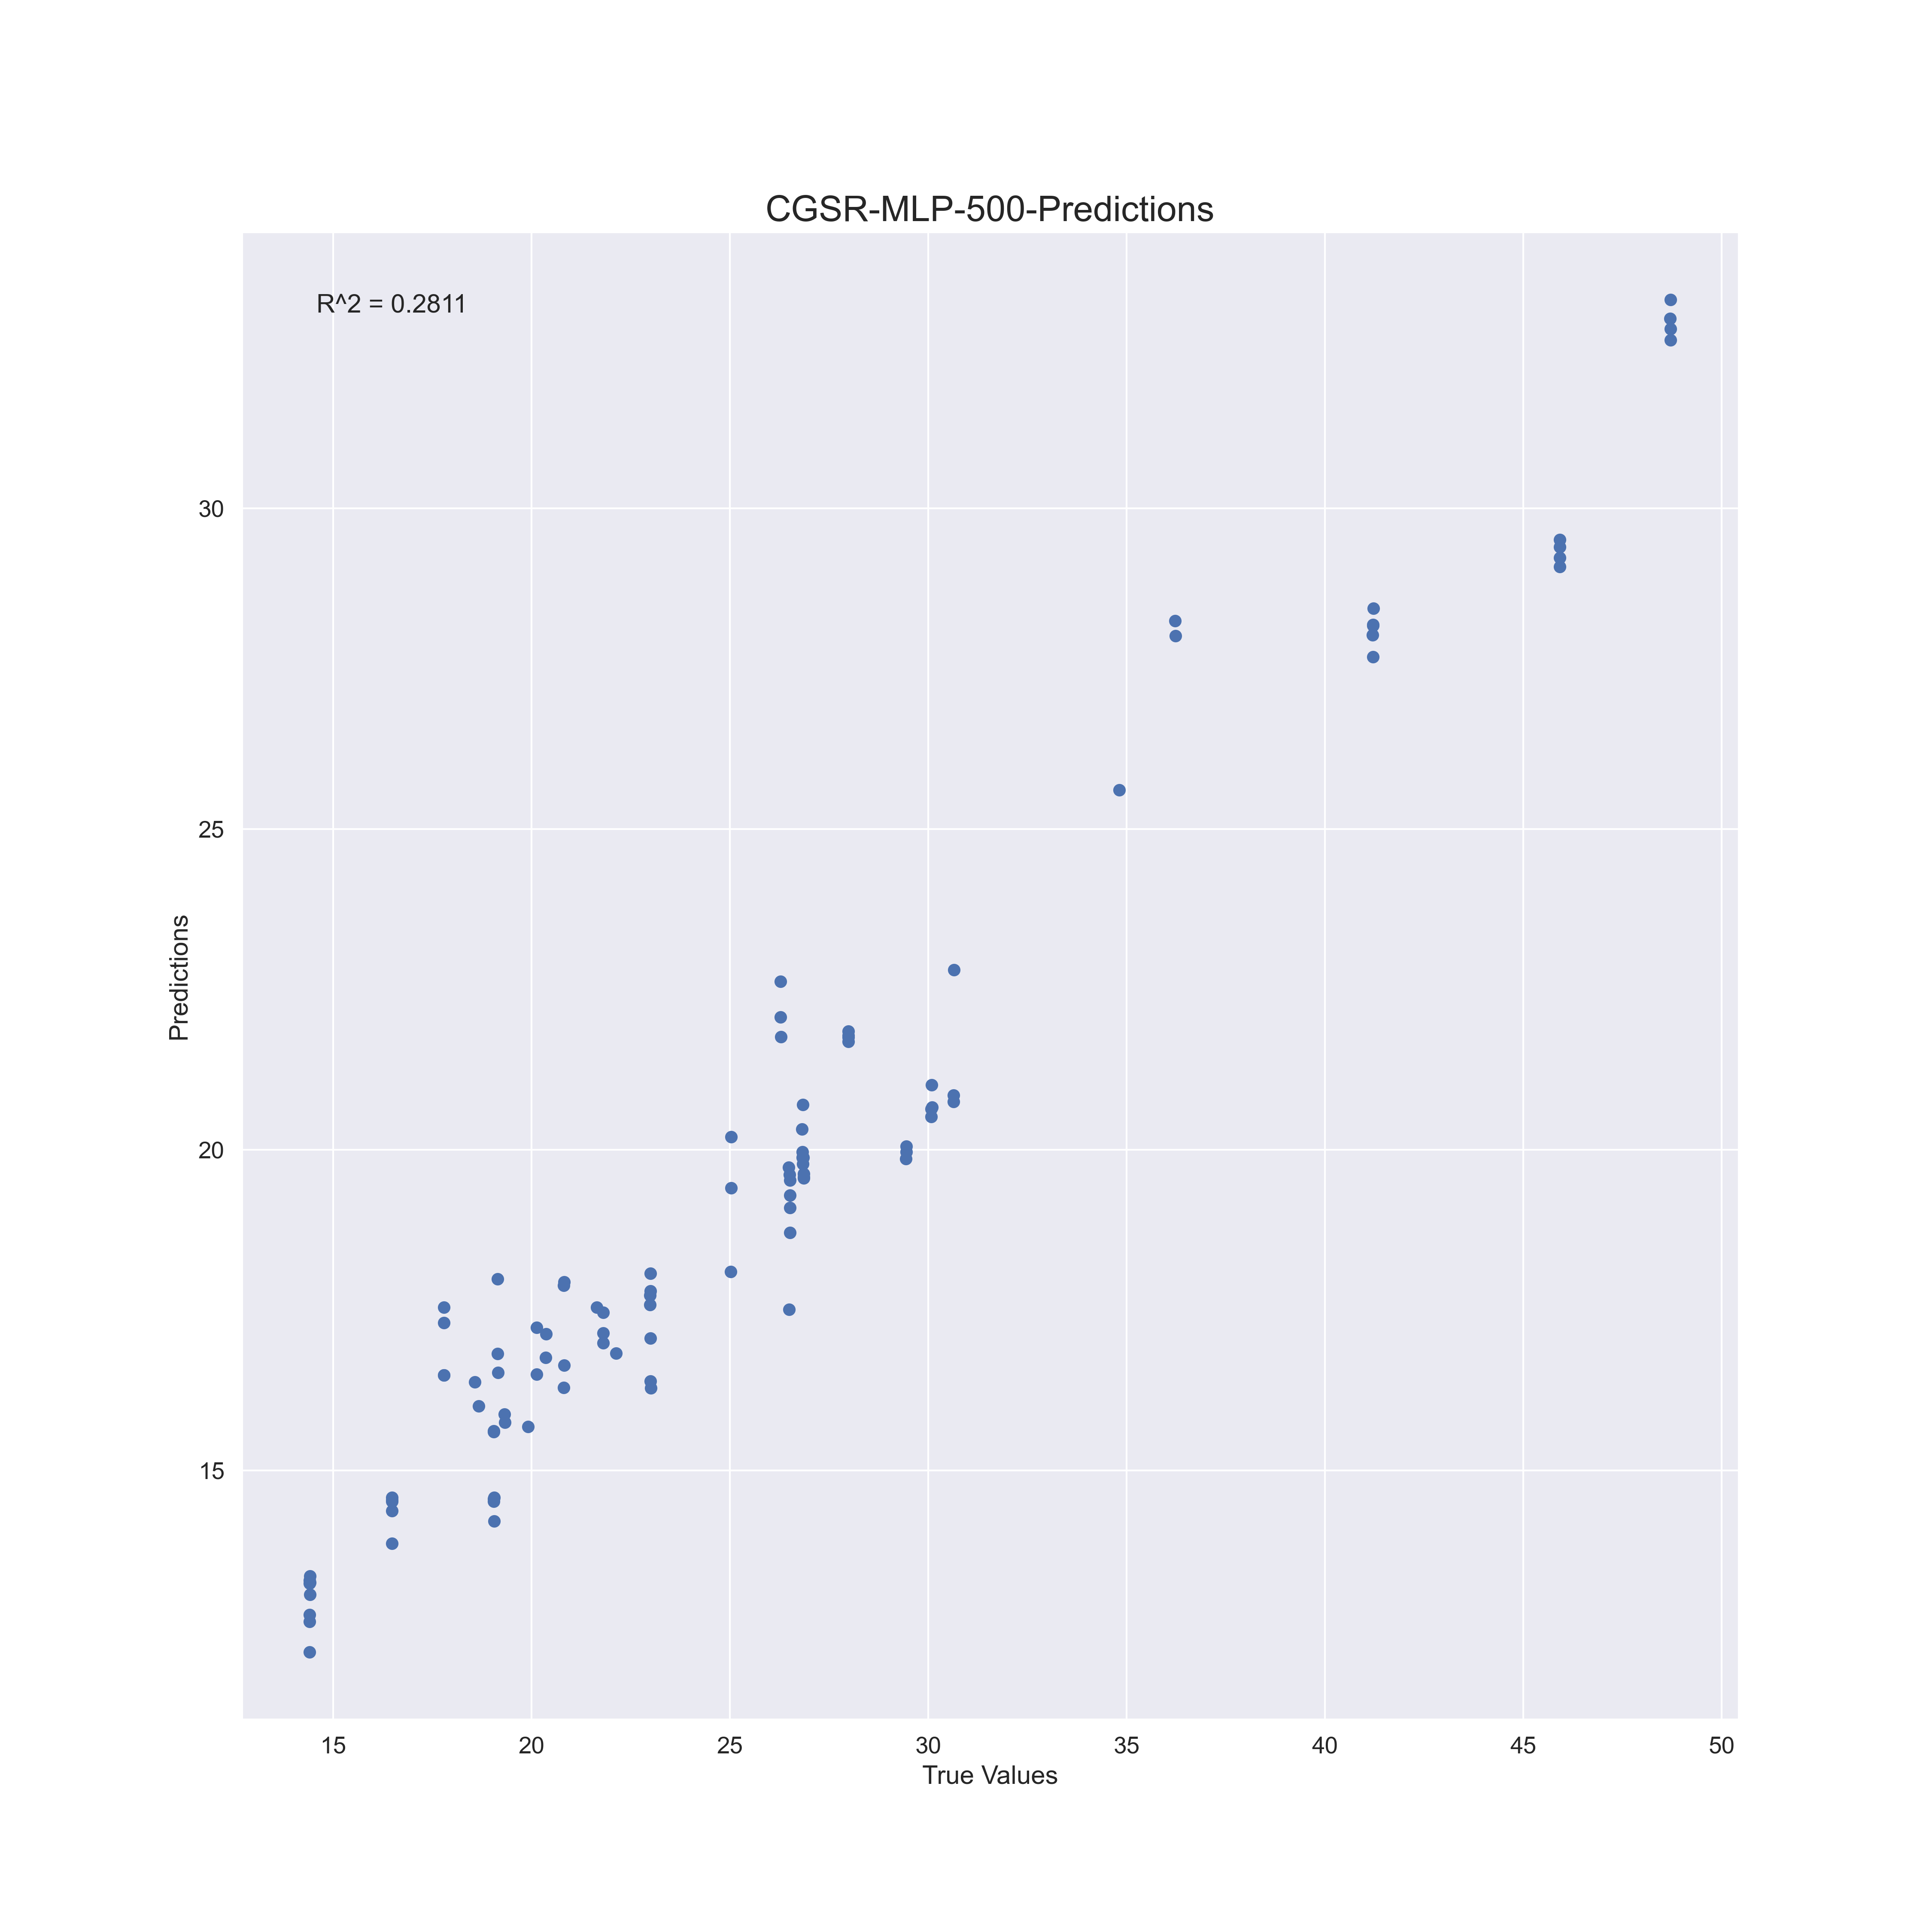 CGSR-MLP-500-Predictions
R^2 = 0.2811
30
25
20
15
Predictions
15 20 25 30 35 40 45 50
True Values